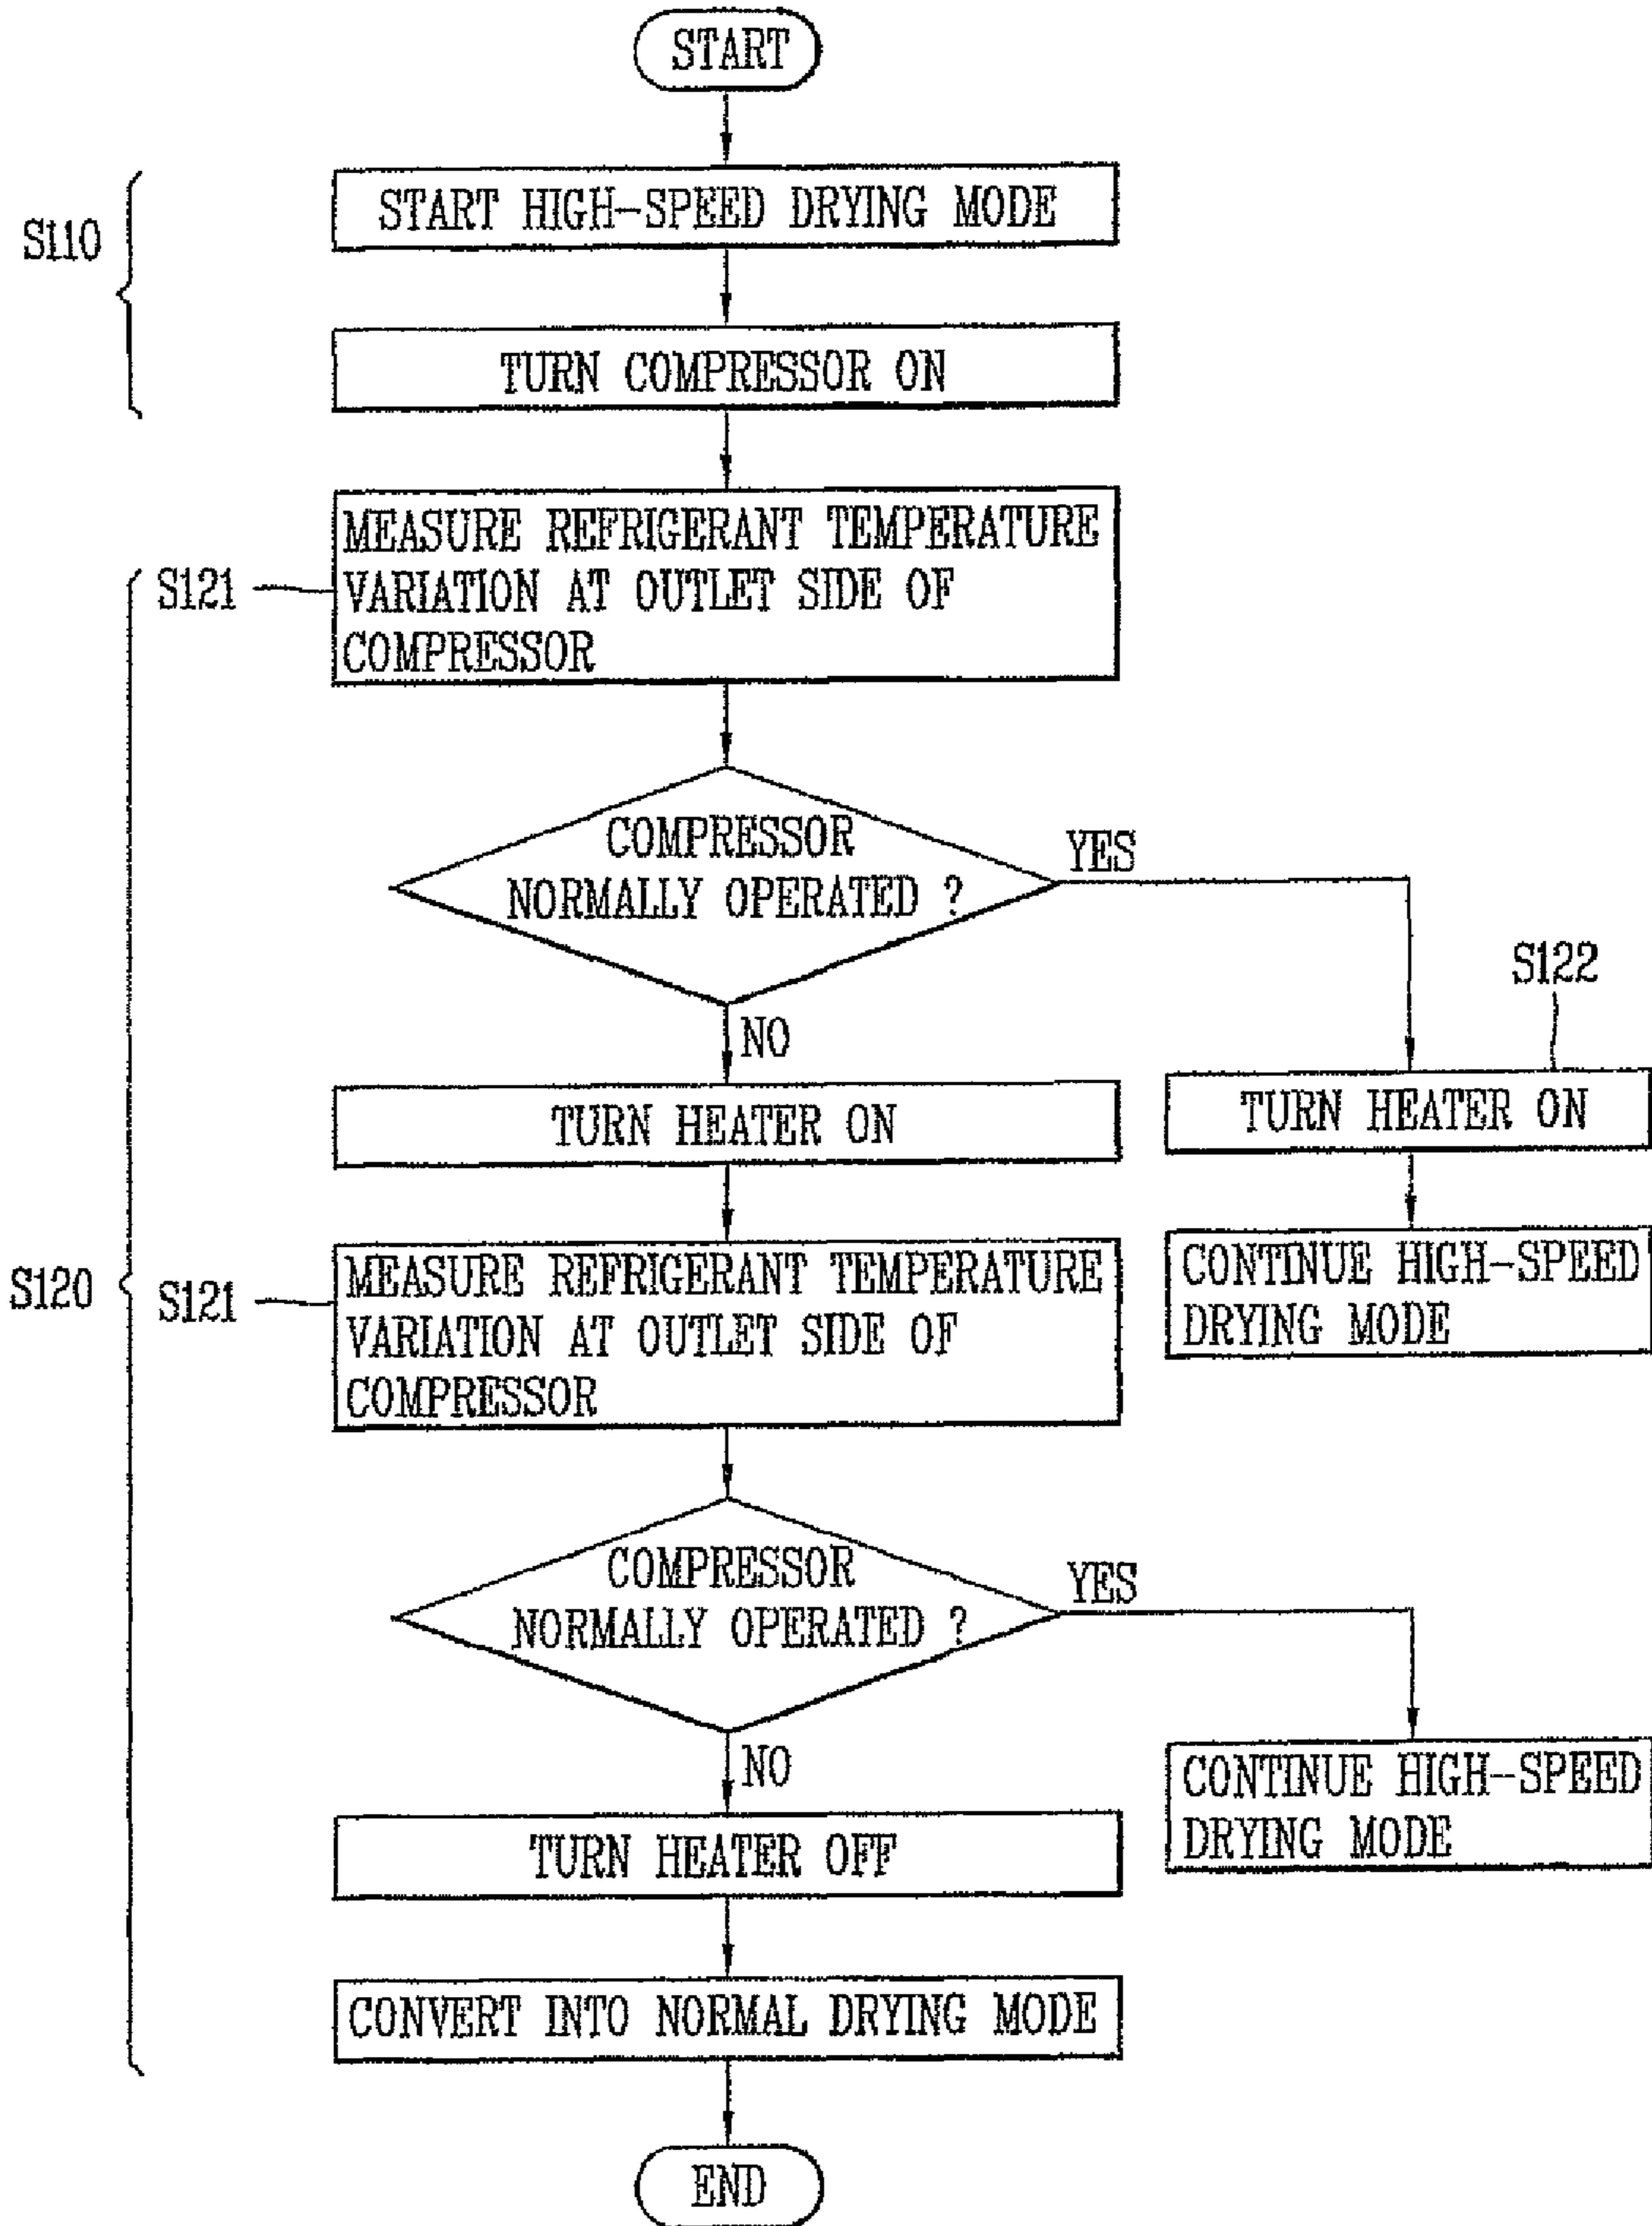 START
START HIGH-SPEED DRYING MODE
S110
TURN COMPRESSOR ON
MEASURE REFRIGERANT TEMPERATURE
VARIATION AT OUTLET SIDE OF
COMPRESSOR
S121
COMPRESSOR
NORMALLY OPERATED ?
YES
NO
S122
TURN HEATER ON
TURN HEATER ON
CONTINUE HIGH-SPEED
DRYING MODE
S120
S121
MEASURE REFRIGERANT TEMPERATURE
VARIATION AT OUTLET SIDE OF
COMPRESSOR
COMPRESSOR
NORMALLY OPERATED ?
YES
NO
CONTINUE HIGH-SPEED
DRYING MODE
TURN HEATER OFF
CONVERT INTO NORMAL DRYING MODE
END